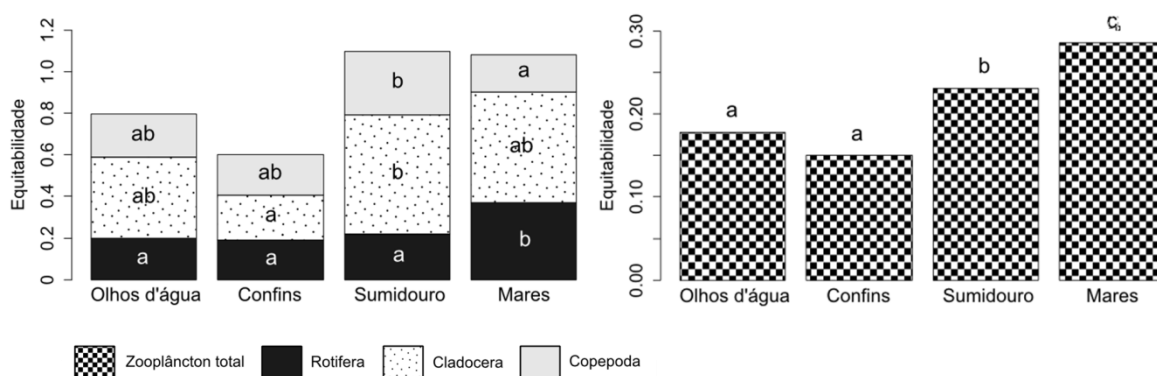 1.2
1.0
0.8
0.6
0.4
0.2
0
Equitabilidade
ab
ab
a
ab
a
a
b
b
a
a
ab
b
Olhos d'água Confins Sumidouro Mares
0.30
0.20
0.10
0.00
Equitabilidade
a
a
b
c
Olhos d'água Confins Sumidouro Mares
Zooplâncton total Rotifera Cladocera Copepoda